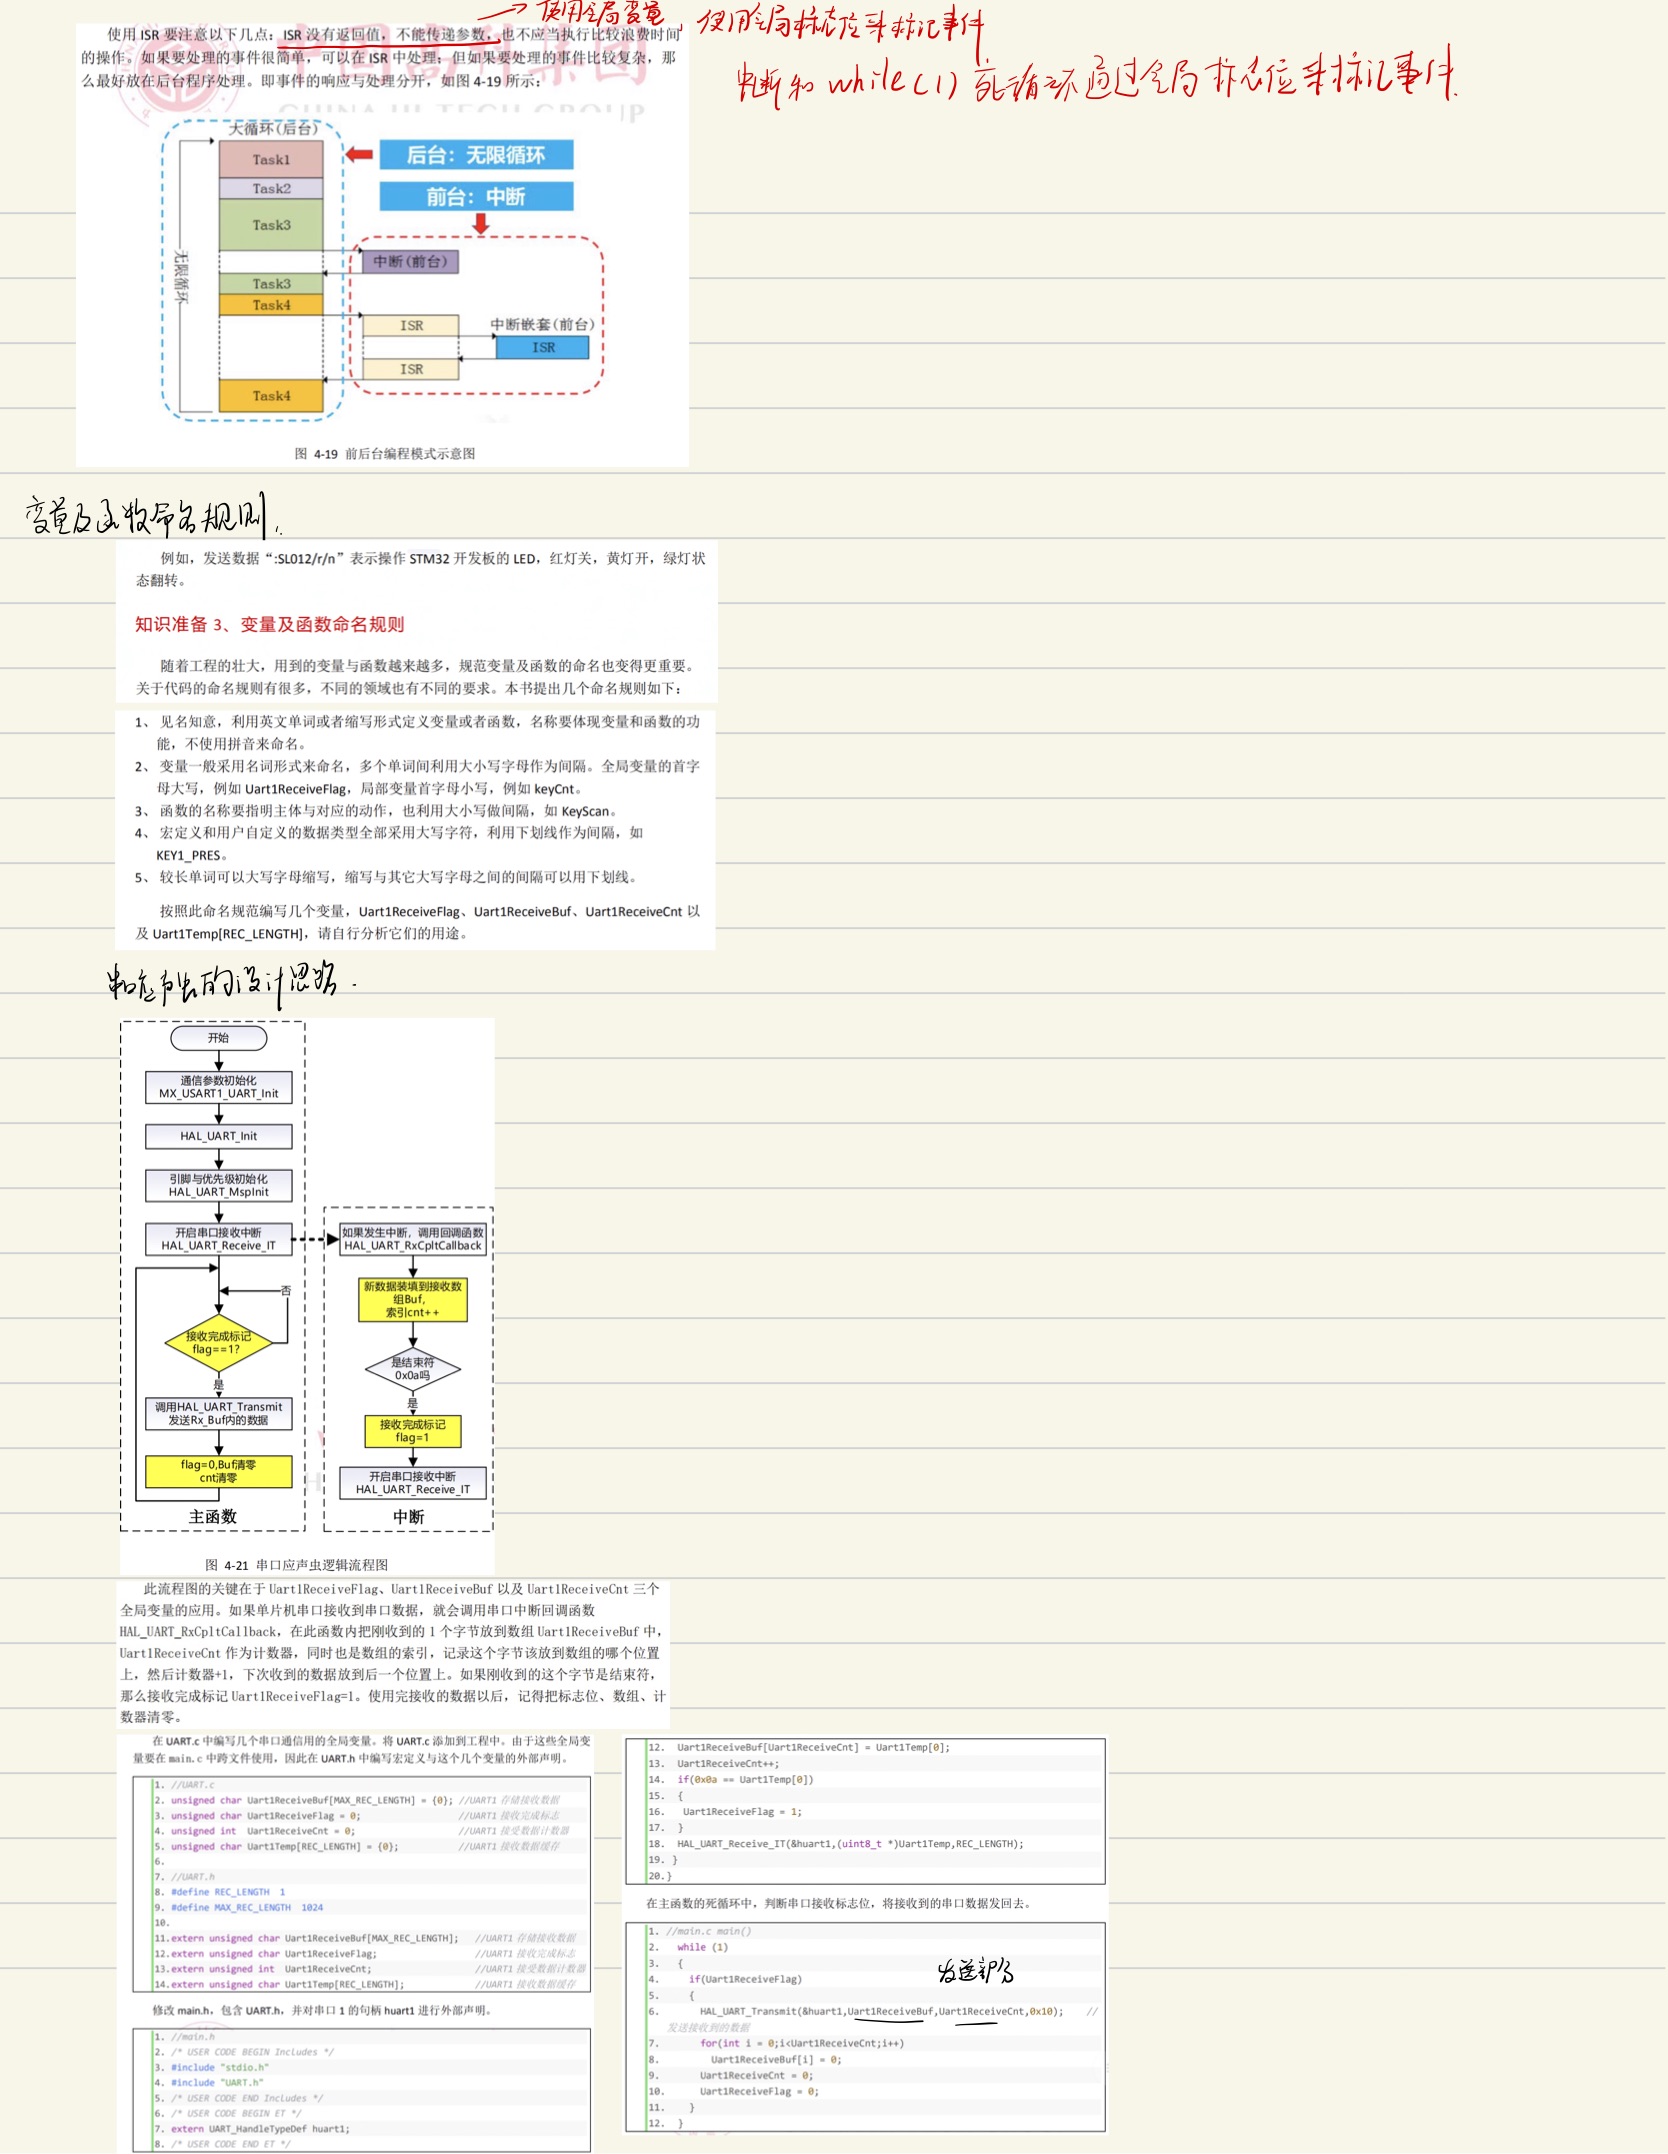 → 使用全局变量,使用全局标志位来标记事件
使用 ISR 要注意以下几点：ISR 没有返回值，不能传递参数，也不应当执行比较浪费时间
的操作。如果要处理的事件很简单，可以在 ISR 中处理；但如果要处理的事件比较复杂，那
么最好放在后台程序处理。即事件的响应与处理分开，如图 4-19 所示：
和 while(1) 死循环通过全局标志位来标记事件.
CHINA HI-TECH GROUP
大循环(后台)
Task1
后台：无限循环
Task2
前台：中断
Task3
无限循环
中断(前台)
Task3
Task4
ISR
中断嵌套(前台)
ISR
ISR
Task4
图 4-19 前后台编程模式示意图
变量及函数命名规则.
例如，发送数据“:SL012/r/n”表示操作 STM32 开发板的 LED，红灯关，黄灯开，绿灯状
态翻转。
知识准备 3、变量及函数命名规则
随着工程的壮大，用到的变量与函数越来越多，规范变量及函数的命名也变得更重要。
关于代码的命名规则有很多，不同的领域也有不同的要求。本书提出几个命名规则如下：
1、 见名知意，利用英文单词或者缩写形式定义变量或者函数，名称要体现变量和函数的功
能，不使用拼音来命名。
2、 变量一般采用名词形式来命名，多个单词间利用大小写字母作为间隔。全局变量的首字
母大写，例如 Uart1ReceiveFlag，局部变量首字母小写，例如 keyCnt。
3、 函数的名称要指明主体与对应的动作，也利用大小写做间隔，如 KeyScan。
4、 宏定义和用户自定义的数据类型全部采用大写字符，利用下划线作为间隔，如
KEY1_PRES。
5、 较长单词可以大写字母缩写，缩写与其它大写字母之间的间隔可以用下划线。
按照此命名规范编写几个变量，Uart1ReceiveFlag、Uart1ReceiveBuf、Uart1ReceiveCnt 以
及 Uart1Temp[REC_LENGTH]，请自行分析它们的用途。
串口应声虫的设计思路.
开始
通信参数初始化
MX_USART1_UART_Init
HAL_UART_Init
引脚与优先级初始化
HAL_UART_MspInit
开启串口接收中断
HAL_UART_Receive_IT
否
接收完成标记
flag==1?
是
调用HAL_UART_Transmit
发送Rx_Buf内的数据
flag=0,Buf清零
cnt清零
主函数
如果发生中断，调用回调函数
HAL_UART_RxCpltCallback
新数据装填到接收数
组Buf,
索引cnt++
是结束符
0x0a吗
是
接收完成标记
flag=1
开启串口接收中断
HAL_UART_Receive_IT
中断
图 4-21 串口应声虫逻辑流程图
此流程图的关键在于 Uart1ReceiveFlag、Uart1ReceiveBuf 以及 Uart1ReceiveCnt 三个
全局变量的应用。如果单片机串口接收到串口数据，就会调用串口中断回调函数
HAL_UART_RxCpltCallback，在此函数内把刚收到的 1 个字节放到数组 Uart1ReceiveBuf 中，
Uart1ReceiveCnt 作为计数器，同时也是数组的索引，记录这个字节该放到数组的哪个位置
上，然后计数器+1，下次收到的数据放到后一个位置上。如果刚收到的这个字节是结束符，
那么接收完成标记 Uart1ReceiveFlag=1。使用完接收的数据以后，记得把标志位、数组、计
数器清零。
在 UART.c 中编写几个串口通信用的全局变量。将 UART.c 添加到工程中。由于这些全局变
量要在 main.c 中跨文件使用，因此在 UART.h 中编写宏定义与这个几个变量的外部声明。
1. //UART.c
2. unsigned char Uart1ReceiveBuf[MAX_REC_LENGTH] = {0}; //UART1 存储接收数据
3. unsigned char Uart1ReceiveFlag = 0; //UART1 接收完成标志
4. unsigned int Uart1ReceiveCnt = 0; //UART1 接受数据计数器
5. unsigned char Uart1Temp[REC_LENGTH] = {0}; //UART1 接收数据缓存
6.
7. //UART.h
8. #define REC_LENGTH 1
9. #define MAX_REC_LENGTH 1024
10.
11.extern unsigned char Uart1ReceiveBuf[MAX_REC_LENGTH]; //UART1 存储接收数据
12.extern unsigned char Uart1ReceiveFlag; //UART1 接收完成标志
13.extern unsigned int Uart1ReceiveCnt; //UART1 接受数据计数器
14.extern unsigned char Uart1Temp[REC_LENGTH]; //UART1 接收数据缓存
修改 main.h，包含 UART.h，并对串口 1 的句柄 huart1 进行外部声明。
1. //main.h
2. /* USER CODE BEGIN Includes */
3. #include "stdio.h"
4. #include "UART.h"
5. /* USER CODE END Includes */
6. /* USER CODE BEGIN ET */
7. extern UART_HandleTypeDef huart1;
8. /* USER CODE END ET */
12. Uart1ReceiveBuf[Uart1ReceiveCnt] = Uart1Temp[0];
13. Uart1ReceiveCnt++;
14. if(0x0a == Uart1Temp[0])
15. {
16. Uart1ReceiveFlag = 1;
17. }
18. HAL_UART_Receive_IT(&huart1,(uint8_t *)Uart1Temp,REC_LENGTH);
19. }
20.}
在主函数的死循环中，判断串口接收标志位，将接收到的串口数据发回去。
1. //main.c main()
2. while (1)
3. {
发送部分
4. if(Uart1ReceiveFlag)
5. {
6. HAL_UART_Transmit(&huart1,Uart1ReceiveBuf,Uart1ReceiveCnt,0x10); //
发送接收到的数据
7. for(int i = 0;i<Uart1ReceiveCnt;i++)
8. Uart1ReceiveBuf[i] = 0;
9. Uart1ReceiveCnt = 0;
10. Uart1ReceiveFlag = 0;
11. }
12. }